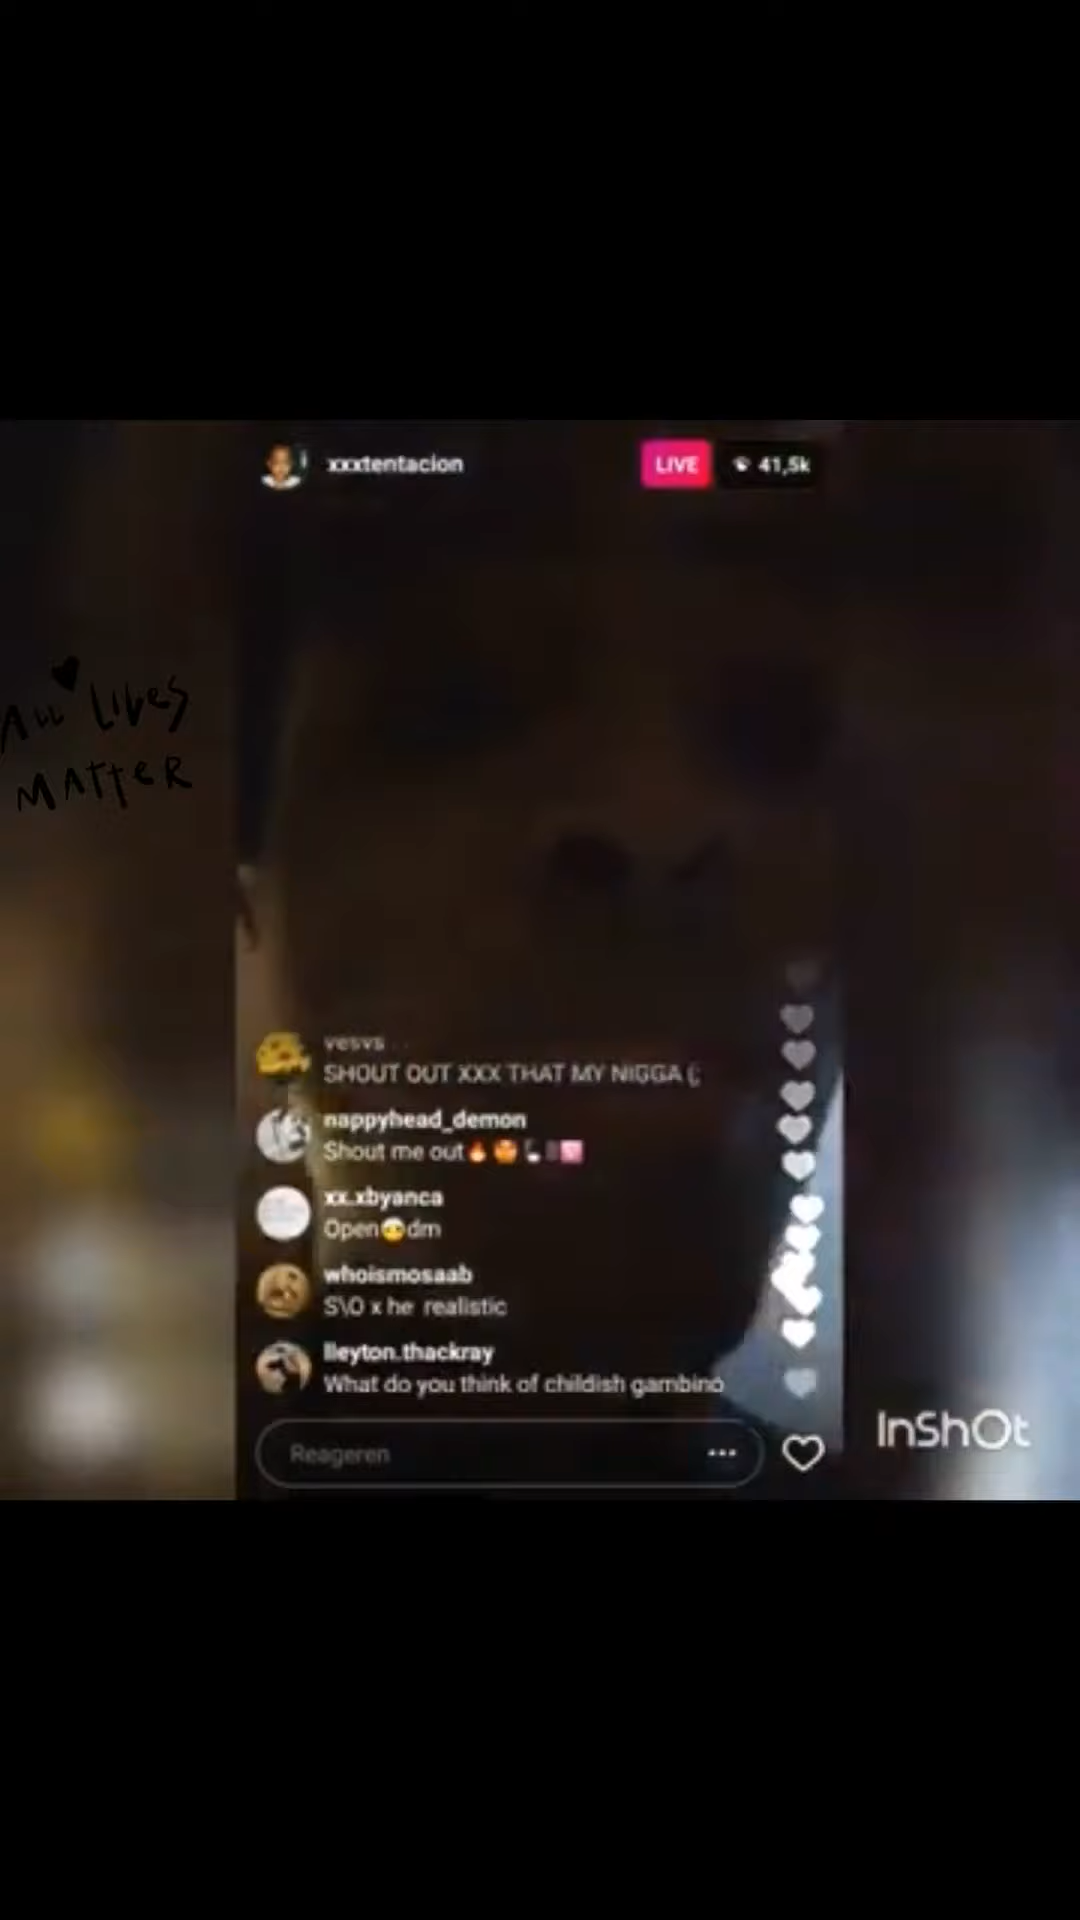 xxxtentacion
LIVE 41,5k
ALL LIVES
MATTER
vesvs
SHOUT OUT XXX THAT MY NIGGA (;
nappyhead_demon
Shout me out🔥
xx.xbyanca
Open dm
whoismosaab
S\O x he realistic
lleyton.thackray
What do you think of childish gambino
Reageren
InShOt